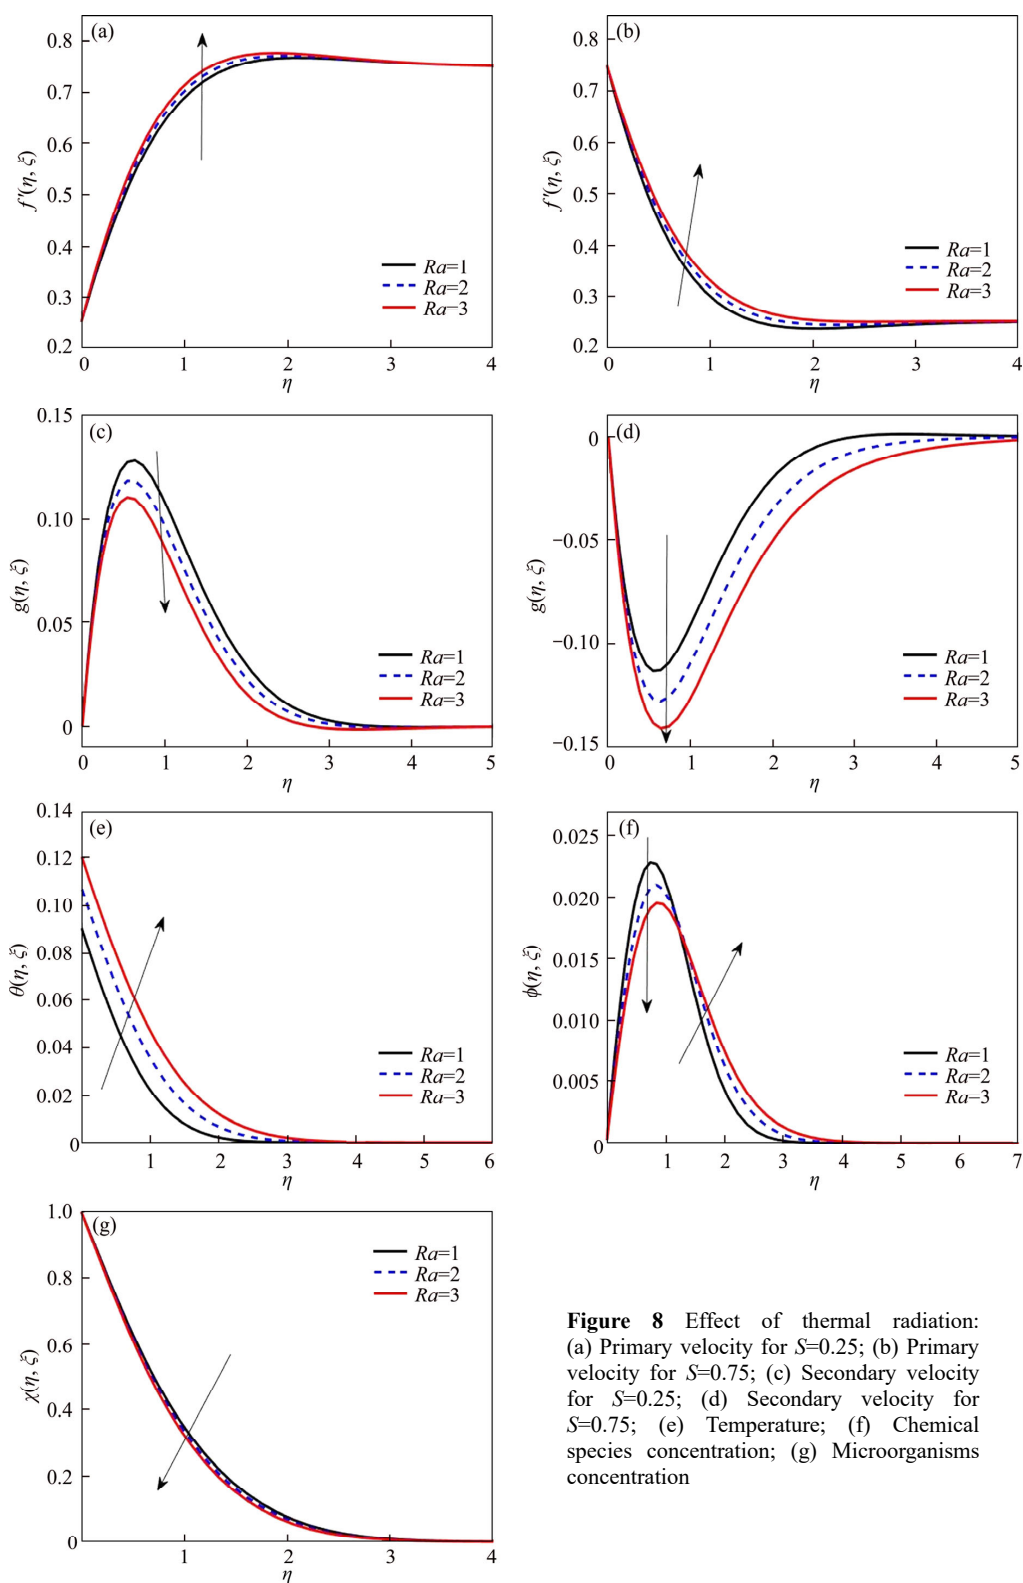 (a)
0.8
0.7
0.6
0.5
0.4
0.3
0.2
f′(η, ξ)
Ra=1
Ra=2
Ra−3
0 1 2 3 4
η
(b)
0.8
0.7
0.6
0.5
0.4
0.3
0.2
f′(η, ξ)
Ra=1
Ra=2
Ra=3
0 1 2 3 4
η
(c)
0.15
0.10
0.05
0
g(η, ξ)
Ra=1
Ra=2
Ra=3
0 1 2 3 4 5
η
(d)
0
−0.05
−0.10
−0.15
g(η, ξ)
Ra=1
Ra=2
Ra=3
0 1 2 3 4 5
η
(e)
0.14
0.12
0.10
0.08
0.06
0.04
0.02
0
θ(η, ξ)
Ra=1
Ra=2
Ra−3
1 2 3 4 5 6
η
(f)
0.025
0.020
0.015
0.010
0.005
0
ϕ(η, ξ)
Ra=1
Ra=2
Ra−3
1 2 3 4 5 6 7
η
(g)
1.0
0.8
0.6
0.4
0.2
0
χ(η, ξ)
Ra=1
Ra=2
Ra=3
1 2 3 4
η
Figure 8 Effect of thermal radiation:
(a) Primary velocity for S=0.25; (b) Primary
velocity for S=0.75; (c) Secondary velocity
for S=0.25; (d) Secondary velocity for
S=0.75; (e) Temperature; (f) Chemical
species concentration; (g) Microorganisms
concentration